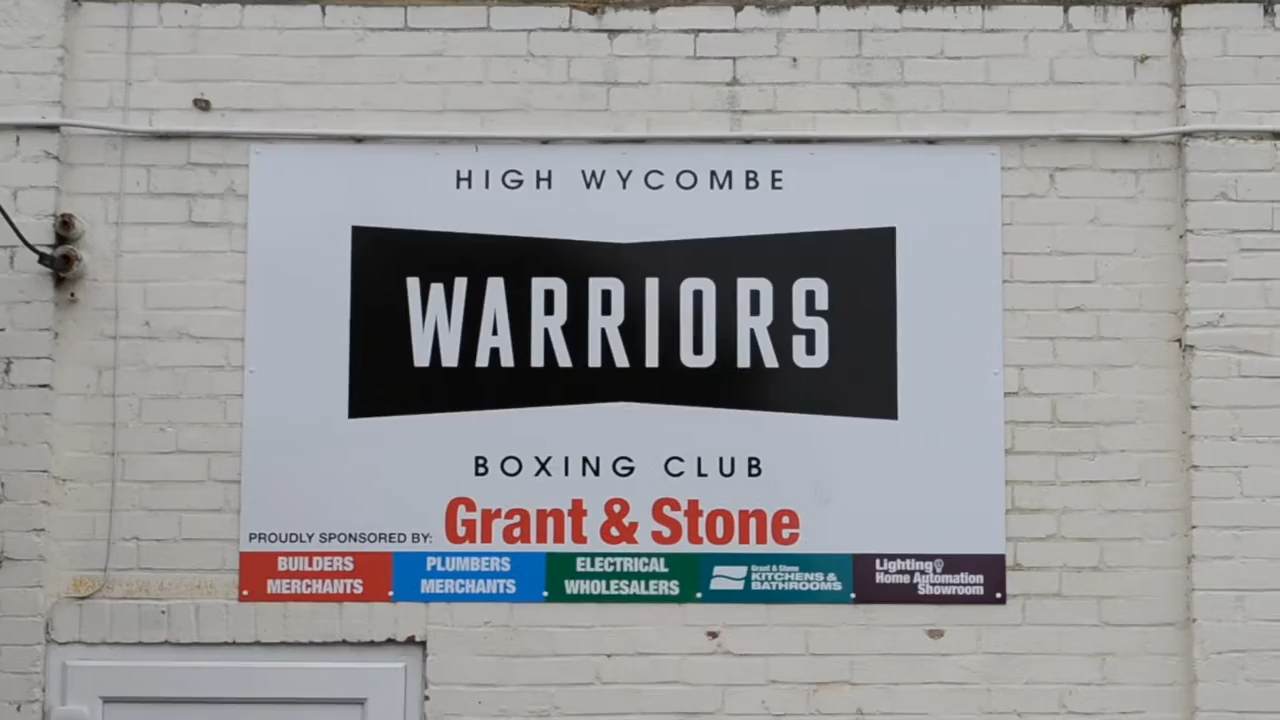 HIGH WYCOMBE
WARRIORS
BOXING CLUB
PROUDLY SPONSORED BY: Grant & Stone
BUILDERS
MERCHANTS
PLUMBERS
MERCHANTS
ELECTRICAL
WHOLESALERS
Grant & Stone
KITCHENS &
BATHROOMS
Lighting
Home Automation
Showroom